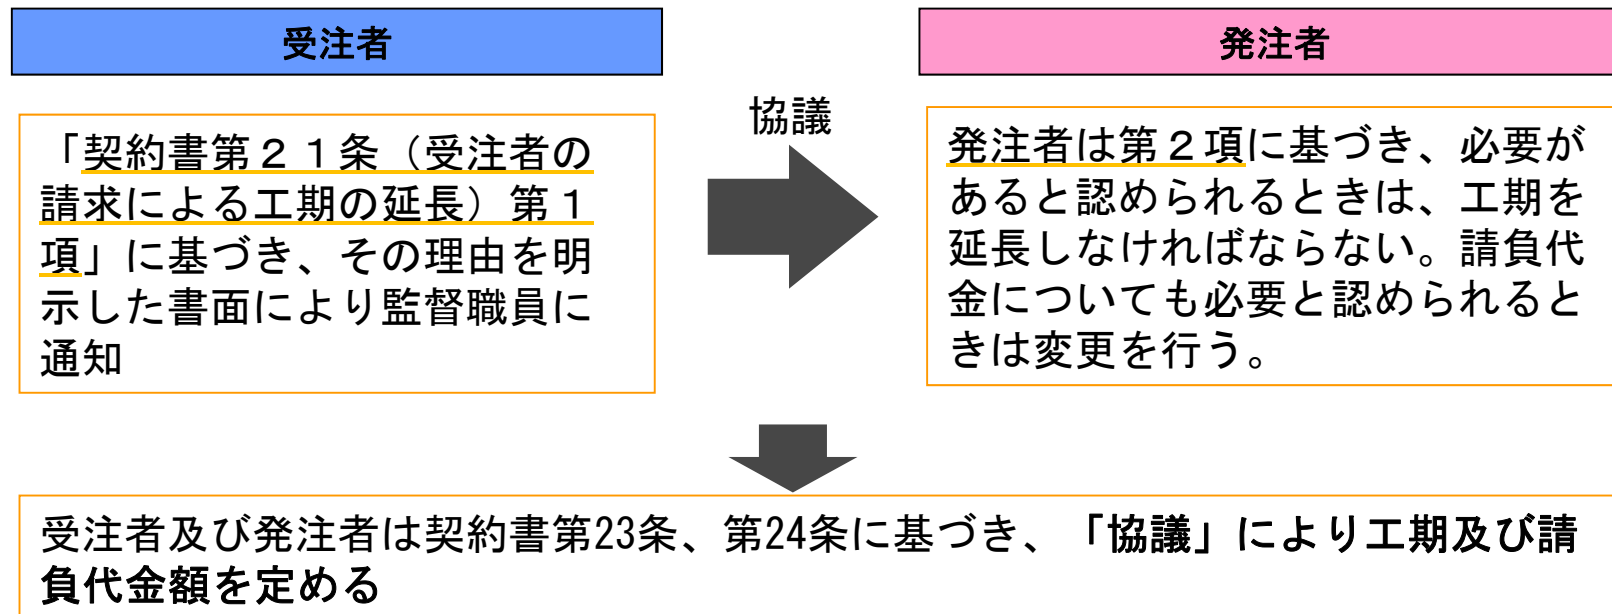 受注者
発注者
「契約書第２１条（受注者の
請求による工期の延長）第１
項」に基づき、その理由を明
示した書面により監督職員に
通知
協議
発注者は第２項に基づき、必要が
あると認められるときは、工期を
延長しなければならない。請負代
金についても必要と認められると
きは変更を行う。
受注者及び発注者は契約書第23条、第24条に基づき、「協議」により工期及び請
負代金額を定める